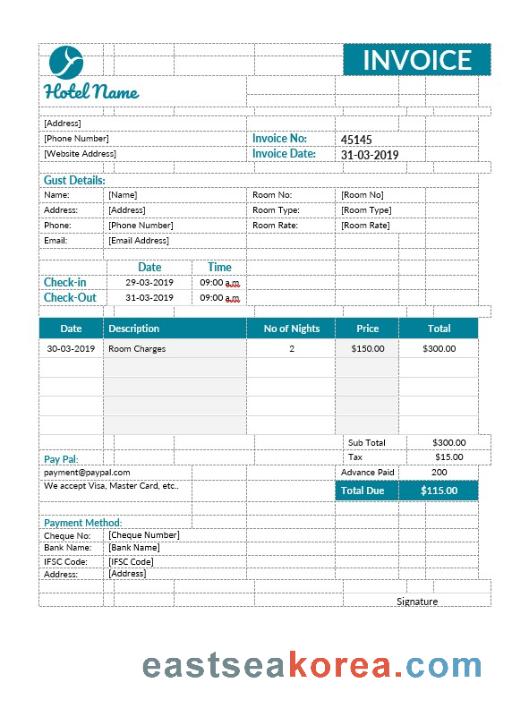 INVOICE
Hotel Name
[Address]
[Phone Number] Invoice No: 45145
[Website Address] Invoice Date: 31-03-2019
Gust Details:
Name: [Name] Room No: [Room No]
Address: [Address] Room Type: [Room Type]
Phone: [Phone Number] Room Rate: [Room Rate]
Email: [Email Address]
Date Time
Check-in 29-03-2019 09:00 a.m
Check-Out 31-03-2019 09:00 a.m
Date Description No of Nights Price Total
30-03-2019 Room Charges 2 $150.00 $300.00
Sub Total $300.00
Pay Pal: Tax $15.00
payment@paypal.com Advance Paid 200
We accept Visa, Master Card, etc.. Total Due $115.00
Payment Method:
Cheque No: [Cheque Number]
Bank Name: [Bank Name]
IFSC Code: [IFSC Code]
Address: [Address]
Signature
eastseakorea.com